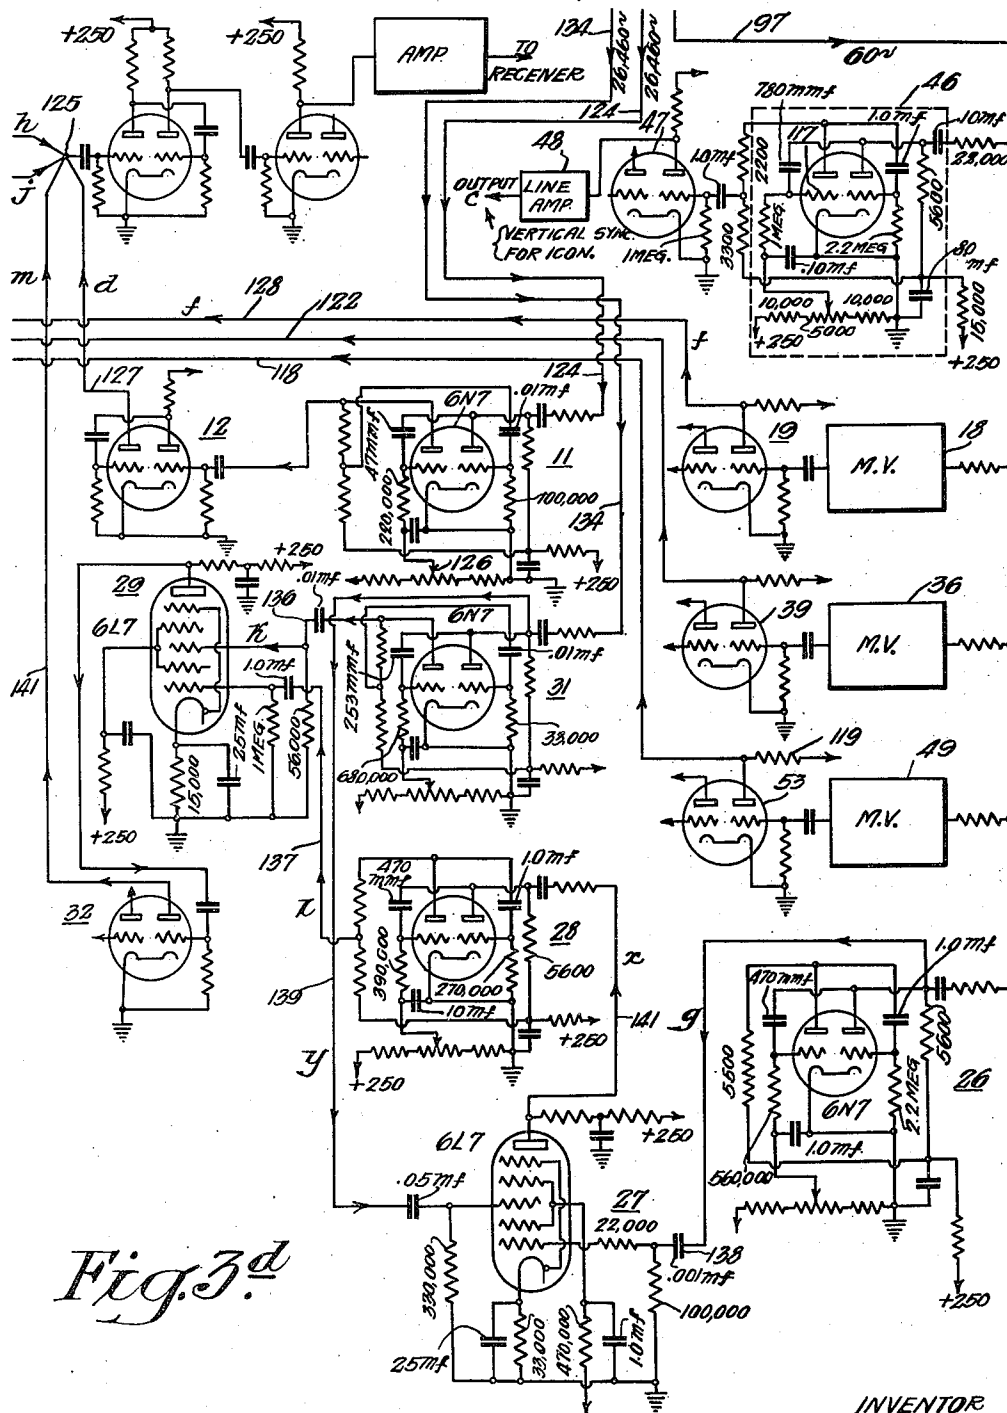 +250
+250
AMP.
TO
RECEIVER
134
26,460~
26,460~
124
97
60~
h
125
j
m
d
47
48
OUTPUT
C
LINE
AMP.
VERTICAL SYNC.
FOR ICON.
1.0mf
1MEG.
780mmf
117
46
1.0mf
.10mf
22,000
2200
3300
1MEG.
2.2MEG
5600
.10mf
.80
mf
10,000
5000
10,000
+250
15,000
+250
f
128
122
118
f
127
12
124
6N7
.01mf
47mmf
11
220,000
100,000
134
126
+250
19
M.V.
18
29
+250
.01mf
136
6L7
K
1.0mf
141
25mf
1MEG.
56,000
15,000
+250
6N7
.01mf
253mmf
31
680,000
33,000
39
M.V.
36
119
53
M.V.
49
137
32
Z
139
y
470
mmf
1.0mf
28
390,000
270,000
5600
.10mf
+250
+250
x
141
g
1.0mf
470mmf
5600
5500
2.2MEG
6N7
26
1.0mf.
560,000
+250
6L7
+250
.05mf
27
22,000
138
.001mf
330,000
100,000
25mf
33,000
470,000
1.0mf
Fig. 3d
INVENTOR